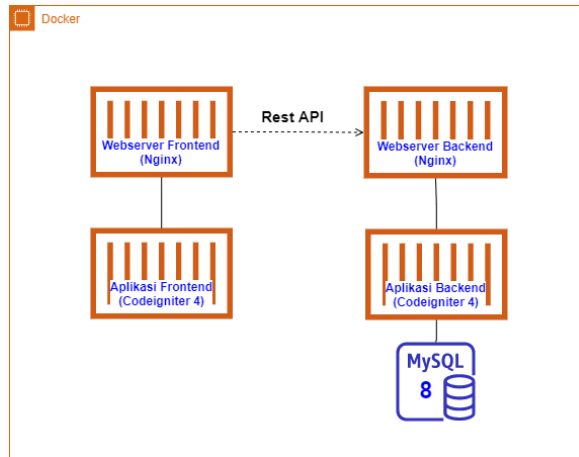 Docker
Rest API
Webserver Frontend
(Nginx)
Webserver Backend
(Nginx)
Aplikasi Frontend
(Codeigniter 4)
Aplikasi Backend
(Codeigniter 4)
MySQL
8